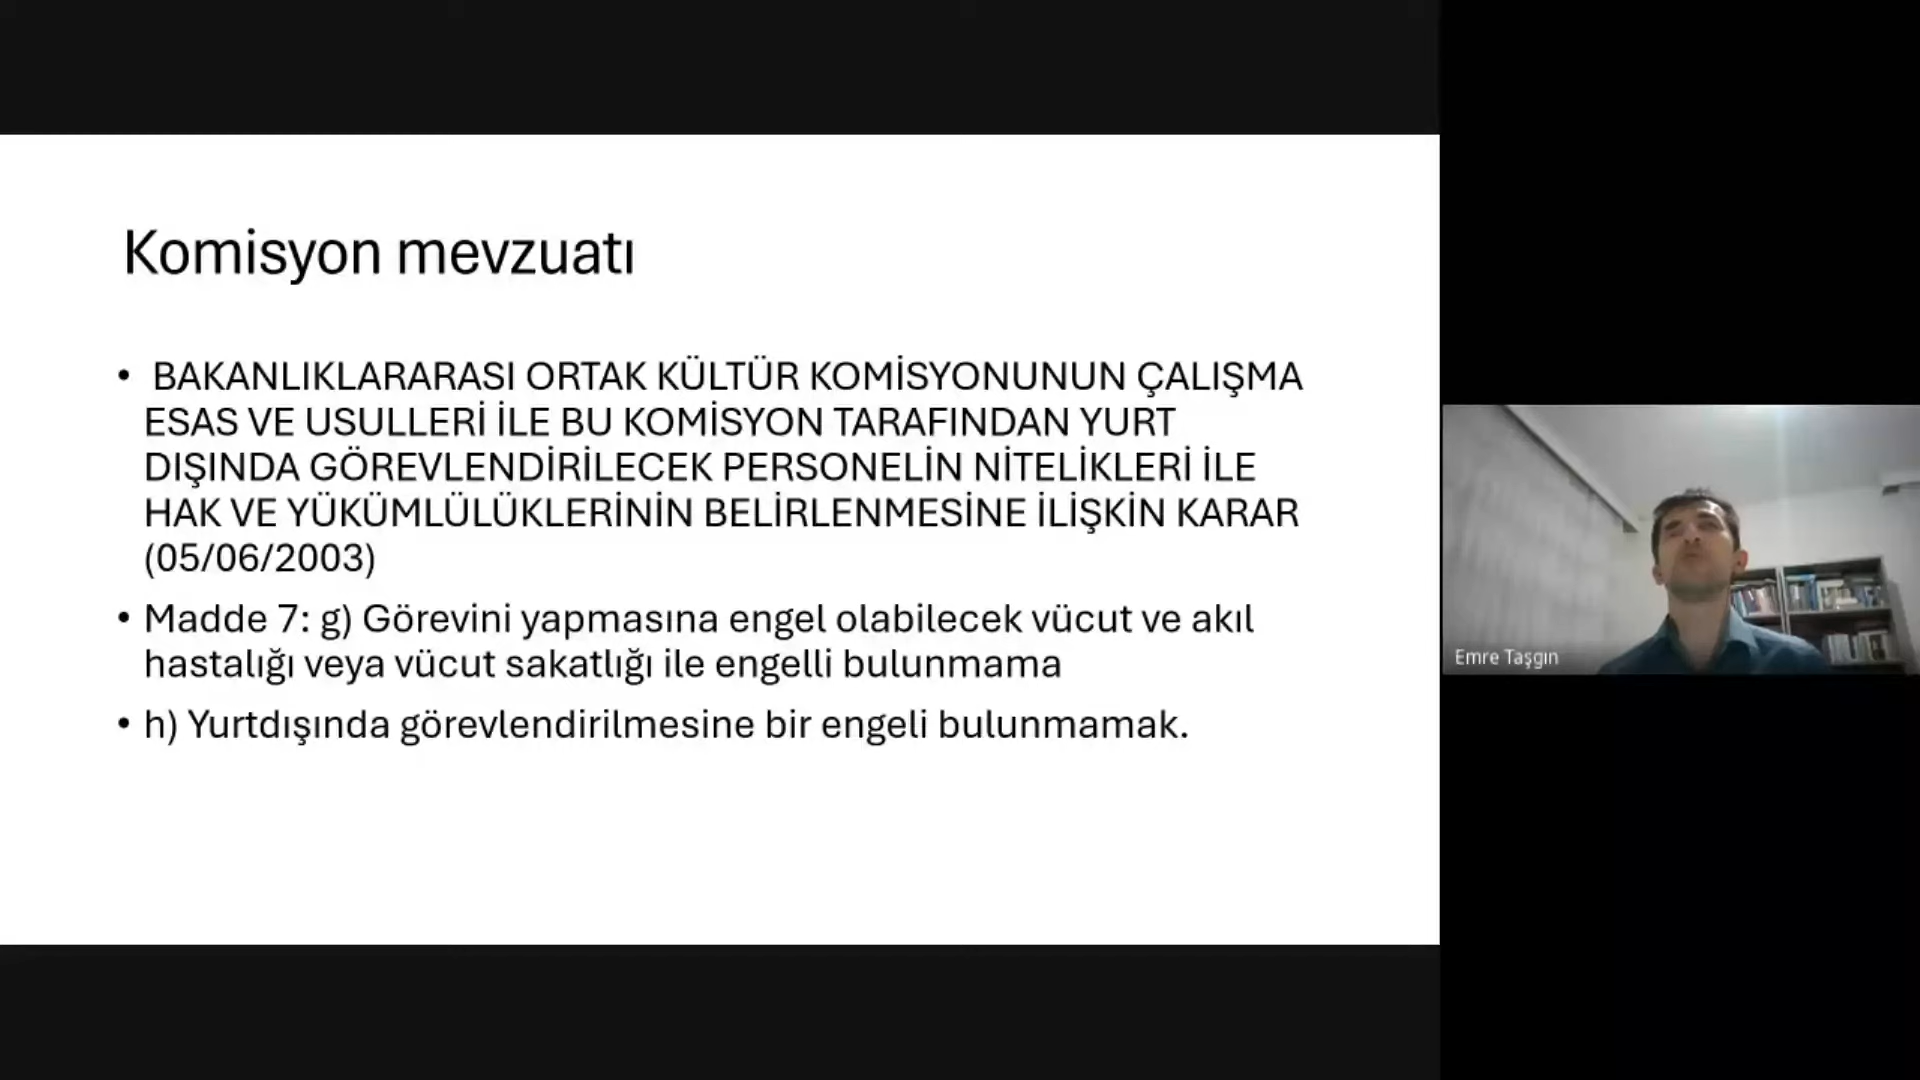 Komisyon mevzuatı
• BAKANLIKLARARASI ORTAK KÜLTÜR KOMİSYONUNUN ÇALIŞMA
ESAS VE USULLERİ İLE BU KOMİSYON TARAFINDAN YURT
DIŞINDA GÖREVLENDİRİLECEK PERSONELİN NİTELİKLERİ İLE
HAK VE YÜKÜMLÜLÜKLERİNİN BELİRLENMESİNE İLİŞKİN KARAR
(05/06/2003)
• Madde 7: g) Görevini yapmasına engel olabilecek vücut ve akıl
hastalığı veya vücut sakatlığı ile engelli bulunmama
• h) Yurtdışında görevlendirilmesine bir engeli bulunmamak.
Emre Taşgın